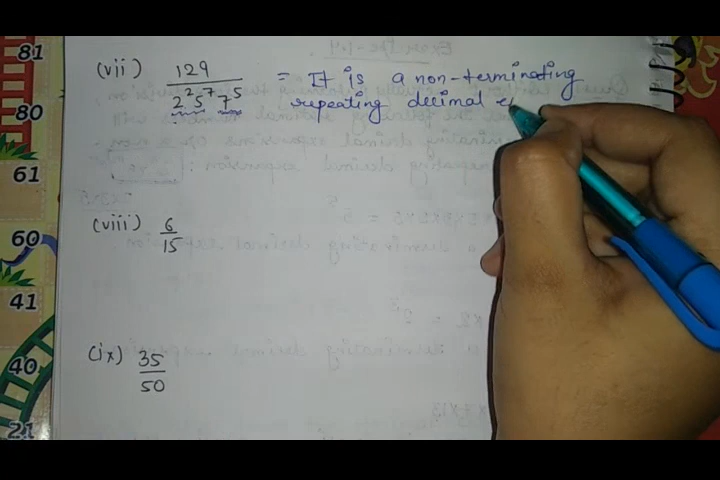 81
80
61
60
41
40
21
(vii) 129 / 2²5⁷7⁵ = It is a non-terminating
repeating decimal e
(viii) 6/15
(ix) 35/50